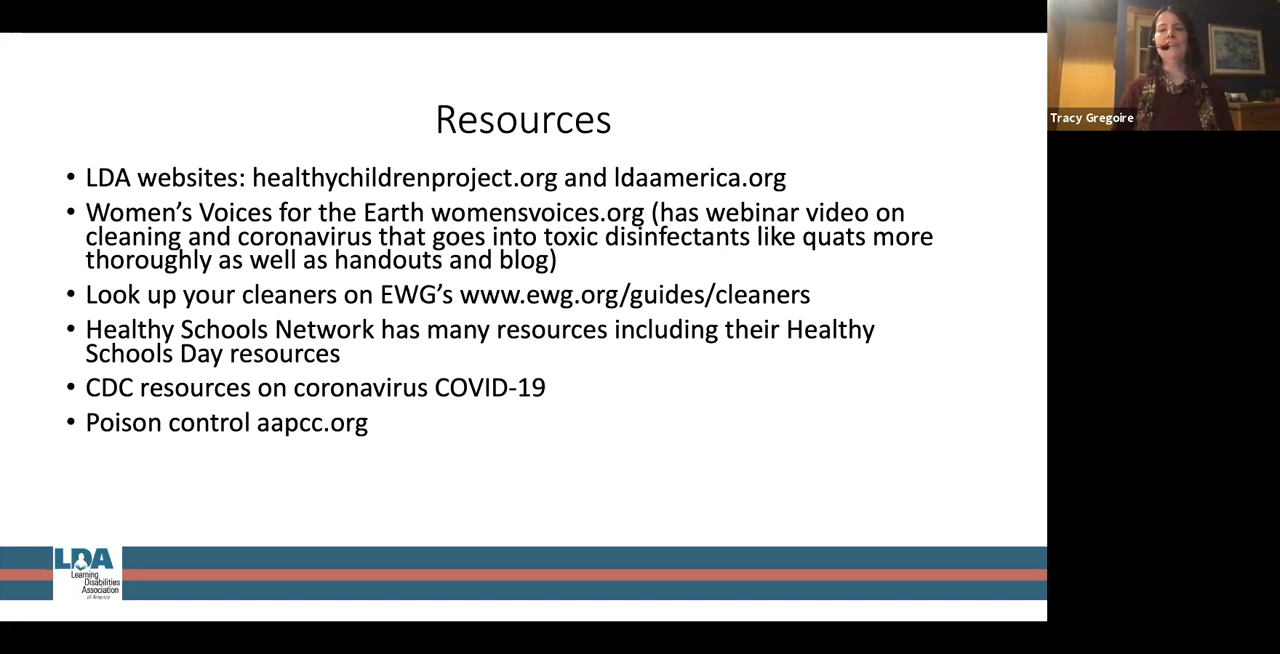 Resources
• LDA websites: healthychildrenproject.org and ldaamerica.org
• Women’s Voices for the Earth womensvoices.org (has webinar video on
cleaning and coronavirus that goes into toxic disinfectants like quats more
thoroughly as well as handouts and blog)
• Look up your cleaners on EWG’s www.ewg.org/guides/cleaners
• Healthy Schools Network has many resources including their Healthy
Schools Day resources
• CDC resources on coronavirus COVID-19
• Poison control aapcc.org
LDA
Learning
Disabilities
Association
of America
Tracy Gregoire